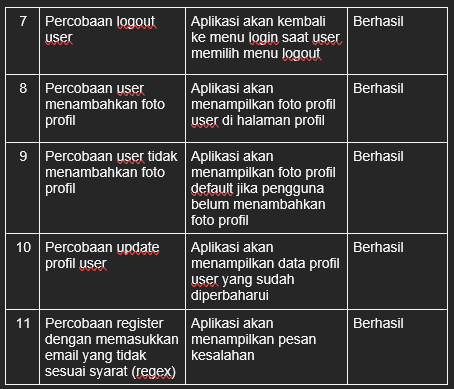 7 Percobaan logout Aplikasi akan kembali Berhasil
user ke menu login saat user
memilih menu logout
8 Percobaan user Aplikasi akan Berhasil
menambahkan foto menampilkan foto profil
profil user di halaman profil
9 Percobaan user tidak Aplikasi akan Berhasil
menambahkan foto menampilkan foto profil
profil default jika pengguna
belum menambahkan
foto profil
10 Percobaan update Aplikasi akan Berhasil
profil user menampilkan data profil
user yang sudah
diperbaharui
11 Percobaan register Aplikasi akan Berhasil
dengan memasukkan menampilkan pesan
email yang tidak kesalahan
sesuai syarat (regex)